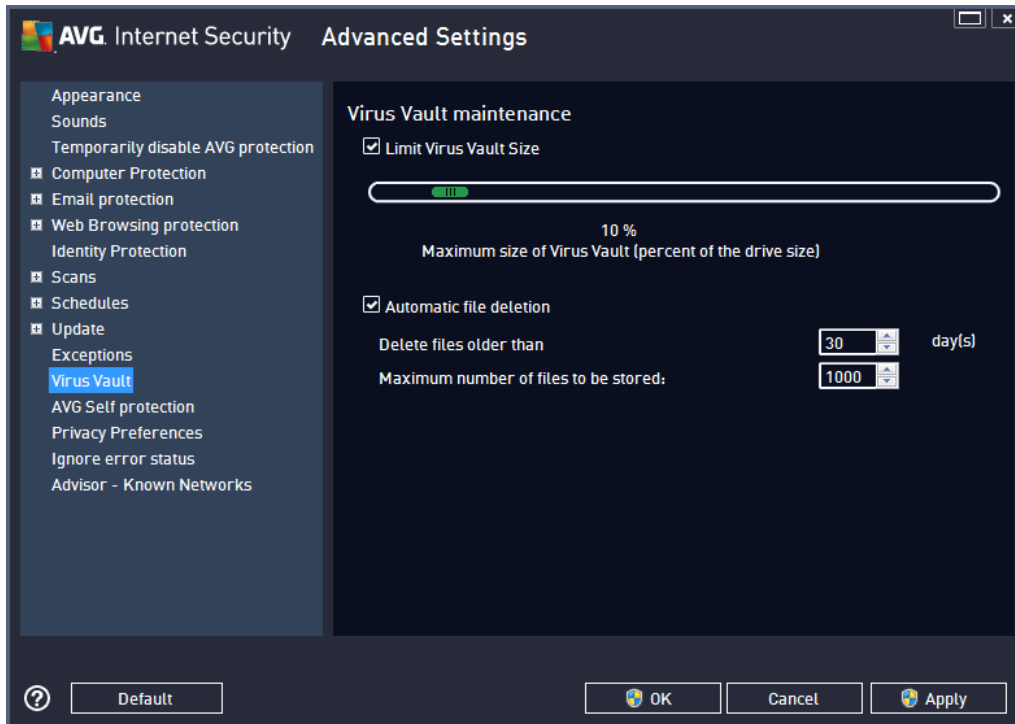 AVG. Internet Security Advanced Settings
Appearance
Sounds
Temporarily disable AVG protection
Computer Protection
Email protection
Web Browsing protection
Identity Protection
Scans
Schedules
Update
Exceptions
Virus Vault
AVG Self protection
Privacy Preferences
Ignore error status
Advisor - Known Networks
Virus Vault maintenance
Limit Virus Vault Size
10 %
Maximum size of Virus Vault (percent of the drive size)
Automatic file deletion
Delete files older than 30 day(s)
Maximum number of files to be stored: 1000
? Default OK Cancel Apply